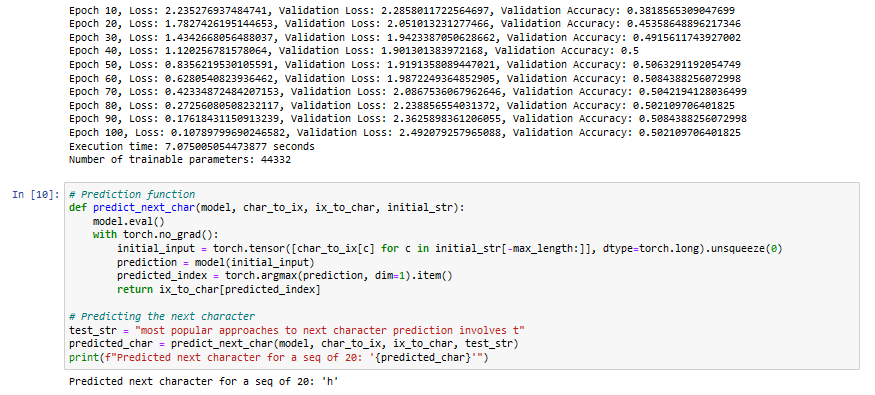 Epoch 10, Loss: 2.235276937484741, Validation Loss: 2.2858011722564697, Validation Accuracy: 0.3818565309047699
Epoch 20, Loss: 1.7827426195144653, Validation Loss: 2.051013231277466, Validation Accuracy: 0.45358648896217346
Epoch 30, Loss: 1.4342668056488037, Validation Loss: 1.9423387050628662, Validation Accuracy: 0.4915611743927002
Epoch 40, Loss: 1.120256781578064, Validation Loss: 1.901301383972168, Validation Accuracy: 0.5
Epoch 50, Loss: 0.8356219530105591, Validation Loss: 1.9191358089447021, Validation Accuracy: 0.5063291192054749
Epoch 60, Loss: 0.6280540823936462, Validation Loss: 1.9872249364852905, Validation Accuracy: 0.5084388256072998
Epoch 70, Loss: 0.42334872484207153, Validation Loss: 2.0867536067962646, Validation Accuracy: 0.5042194128036499
Epoch 80, Loss: 0.27256080508232117, Validation Loss: 2.238856554031372, Validation Accuracy: 0.502109706401825
Epoch 90, Loss: 0.17618431150913239, Validation Loss: 2.3625898361206055, Validation Accuracy: 0.5084388256072998
Epoch 100, Loss: 0.10789799690246582, Validation Loss: 2.492079257965088, Validation Accuracy: 0.502109706401825
Execution time: 7.075005054473877 seconds
Number of trainable parameters: 44332
In [10]: # Prediction function
def predict_next_char(model, char_to_ix, ix_to_char, initial_str):
    model.eval()
    with torch.no_grad():
        initial_input = torch.tensor([char_to_ix[c] for c in initial_str[-max_length:]], dtype=torch.long).unsqueeze(0)
        prediction = model(initial_input)
        predicted_index = torch.argmax(prediction, dim=1).item()
        return ix_to_char[predicted_index]
# Predicting the next character
test_str = "most popular approaches to next character prediction involves t"
predicted_char = predict_next_char(model, char_to_ix, ix_to_char, test_str)
print(f"Predicted next character for a seq of 20: '{predicted_char}'")
Predicted next character for a seq of 20: 'h'